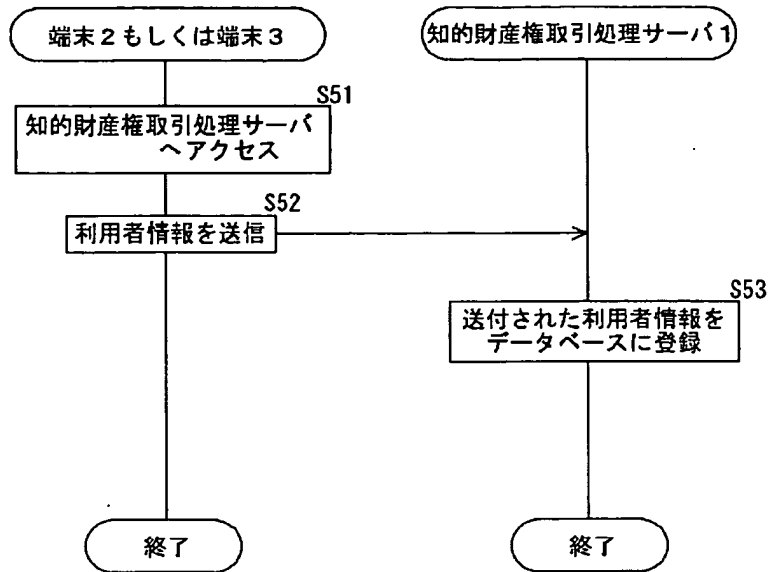 端末2もしくは端末3
知的財産権取引処理サーバ1
S51
知的財産権取引処理サーバ
へアクセス
S52
利用者情報を送信
S53
送付された利用者情報を
データベースに登録
終了
終了